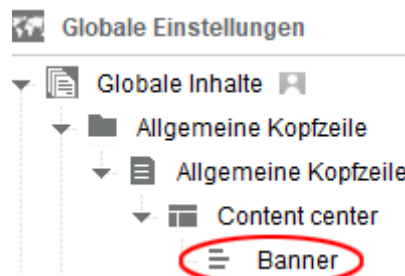 Globale Einstellungen
Globale Inhalte
Allgemeine Kopfzeile
Allgemeine Kopfzeile
Content center
Banner